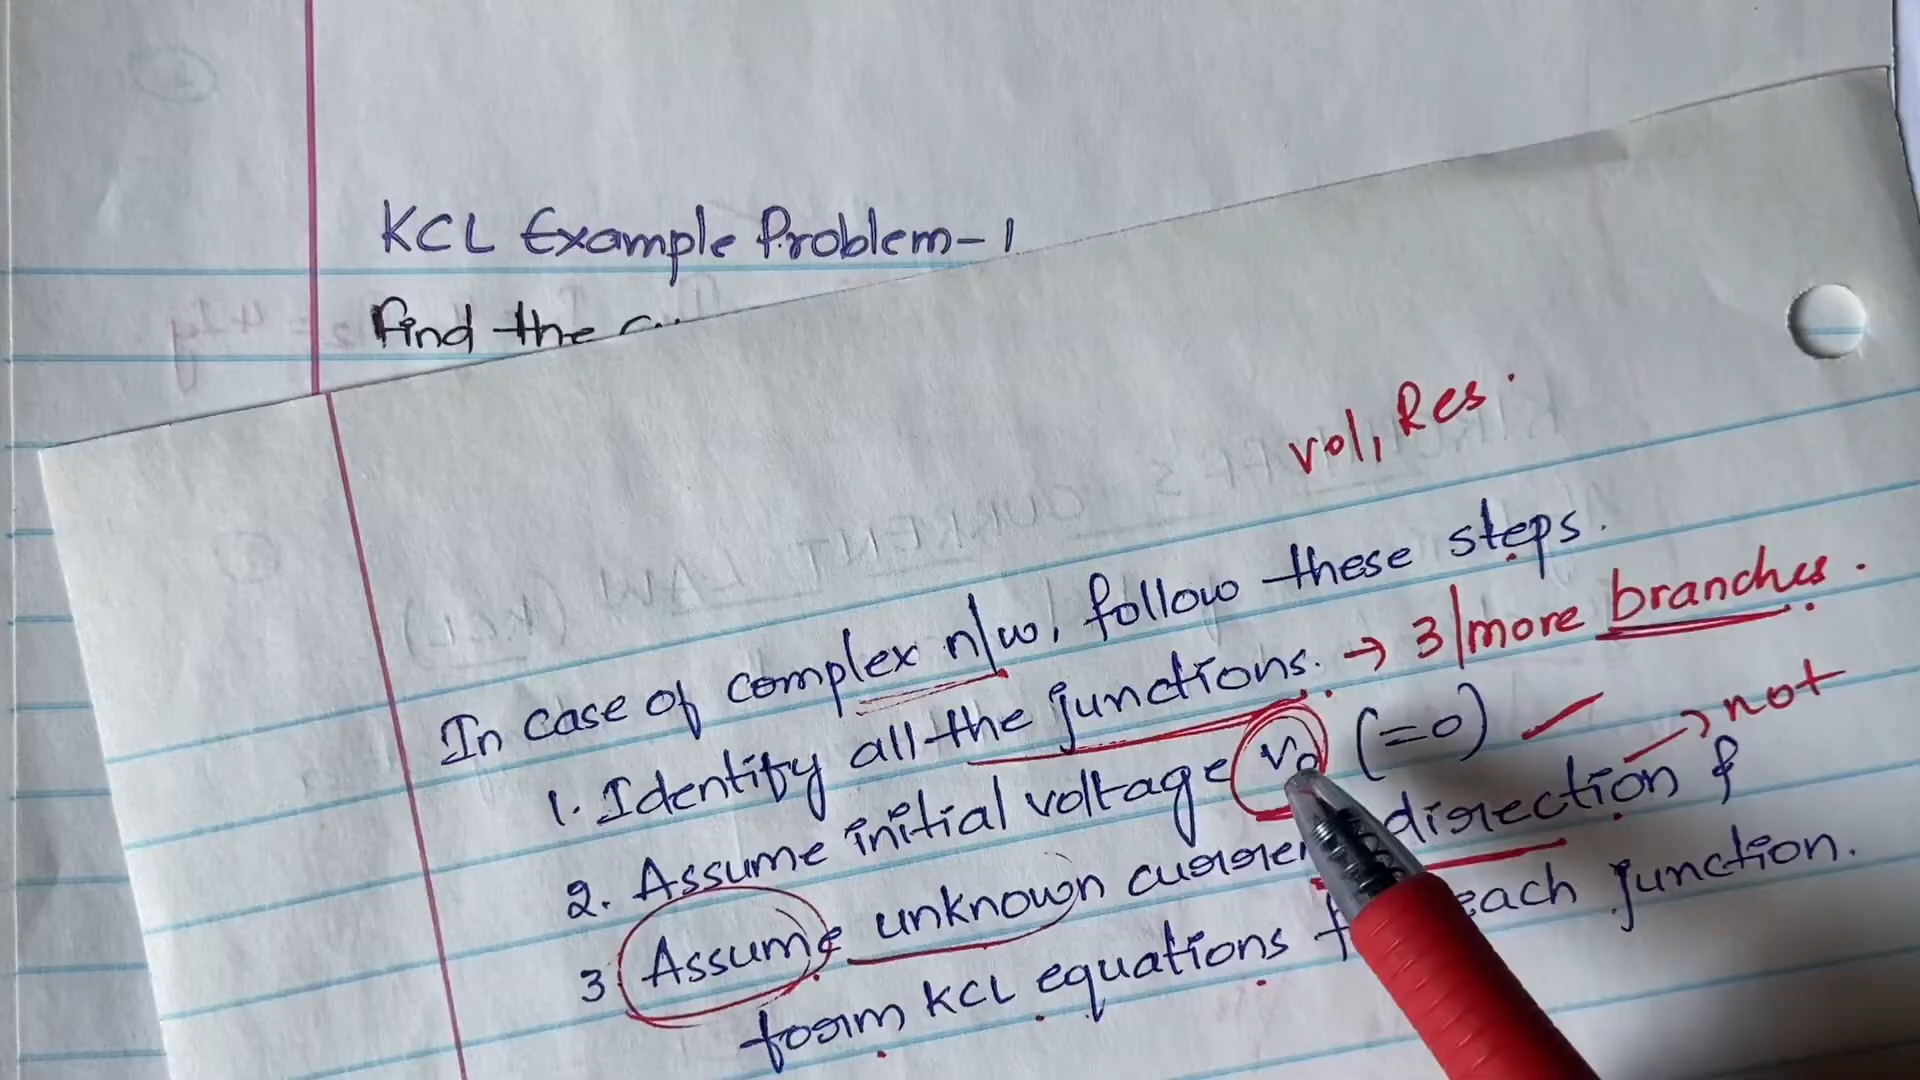 KCL Example Problem-1
Find the
vol, Res.
In case of complex n/w, follow these steps.
1. Identify all the junctions. → 3/more branches.
2. Assume initial voltage V₀ (=0)
3. Assume unknown current direction & → not
form KCL equations each junction.